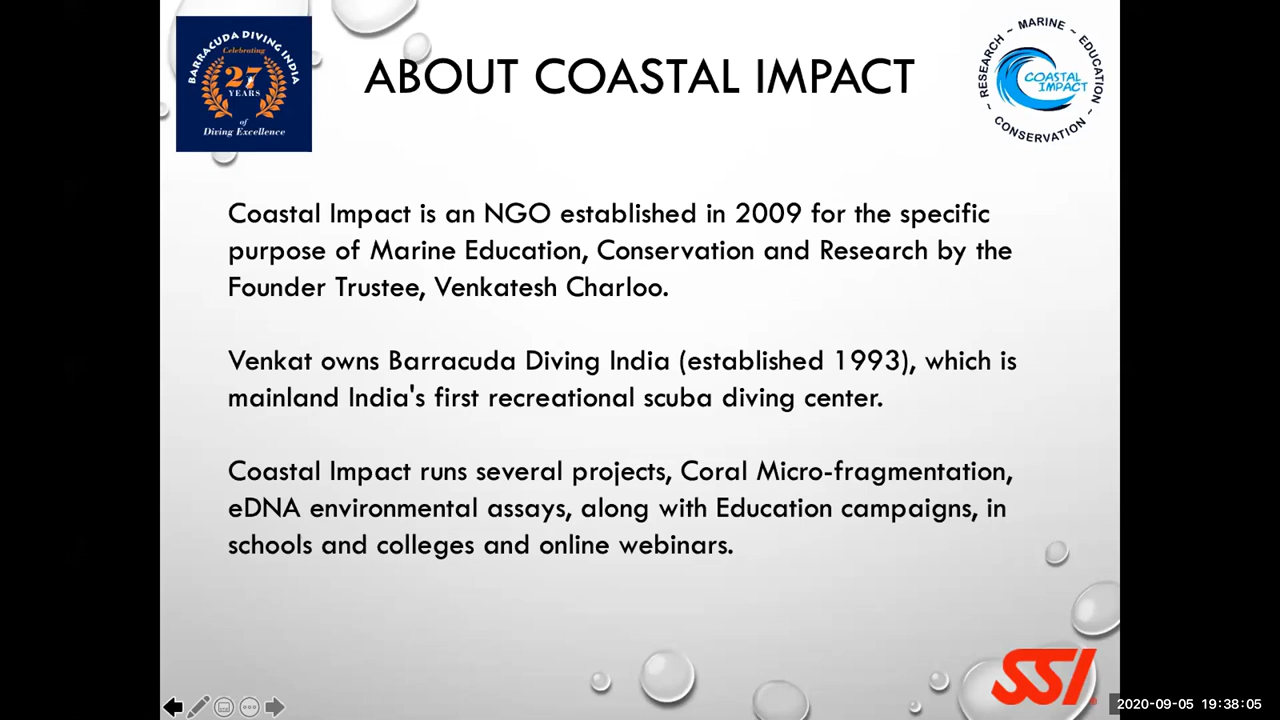 BARRACUDA DIVING INDIA
Celebrating
27
YEARS
of
Diving Excellence
ABOUT COASTAL IMPACT
RESEARCH ~ MARINE ~ EDUCATION ~ CONSERVATION ~
COASTAL
IMPACT
Coastal Impact is an NGO established in 2009 for the specific
purpose of Marine Education, Conservation and Research by the
Founder Trustee, Venkatesh Charloo.
Venkat owns Barracuda Diving India (established 1993), which is
mainland India's first recreational scuba diving center.
Coastal Impact runs several projects, Coral Micro-fragmentation,
eDNA environmental assays, along with Education campaigns, in
schools and colleges and online webinars.
SSI
2020-09-05 19:38:05